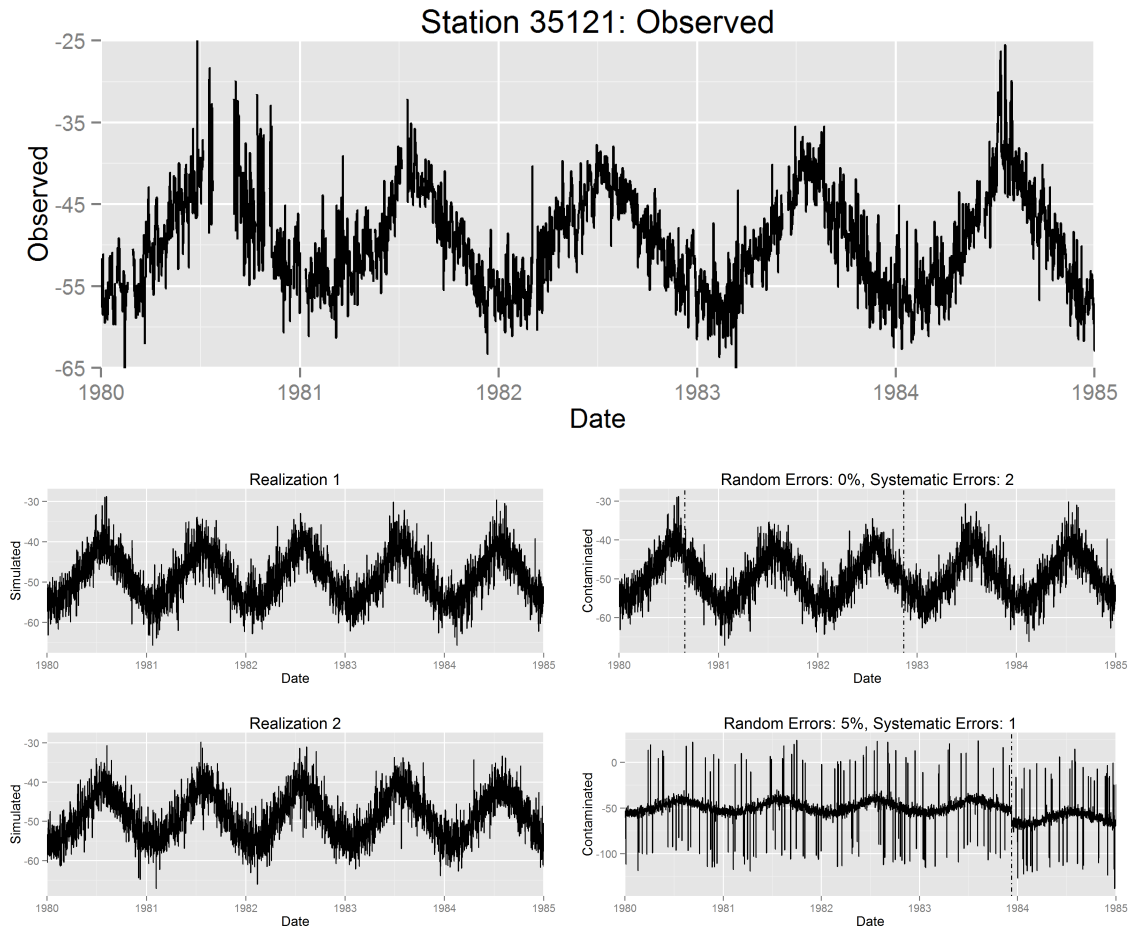 Station 35121: Observed
Observed
-25
-35
-45
-55
-65
1980 1981 1982 1983 1984 1985
Date
Realization 1
Simulated
-30
-40
-50
-60
1980 1981 1982 1983 1984 1985
Date
Random Errors: 0%, Systematic Errors: 2
Contaminated
-30
-40
-50
-60
1980 1981 1982 1983 1984 1985
Date
Realization 2
Simulated
-30
-40
-50
-60
1980 1981 1982 1983 1984 1985
Date
Random Errors: 5%, Systematic Errors: 1
Contaminated
0
-50
-100
1980 1981 1982 1983 1984 1985
Date